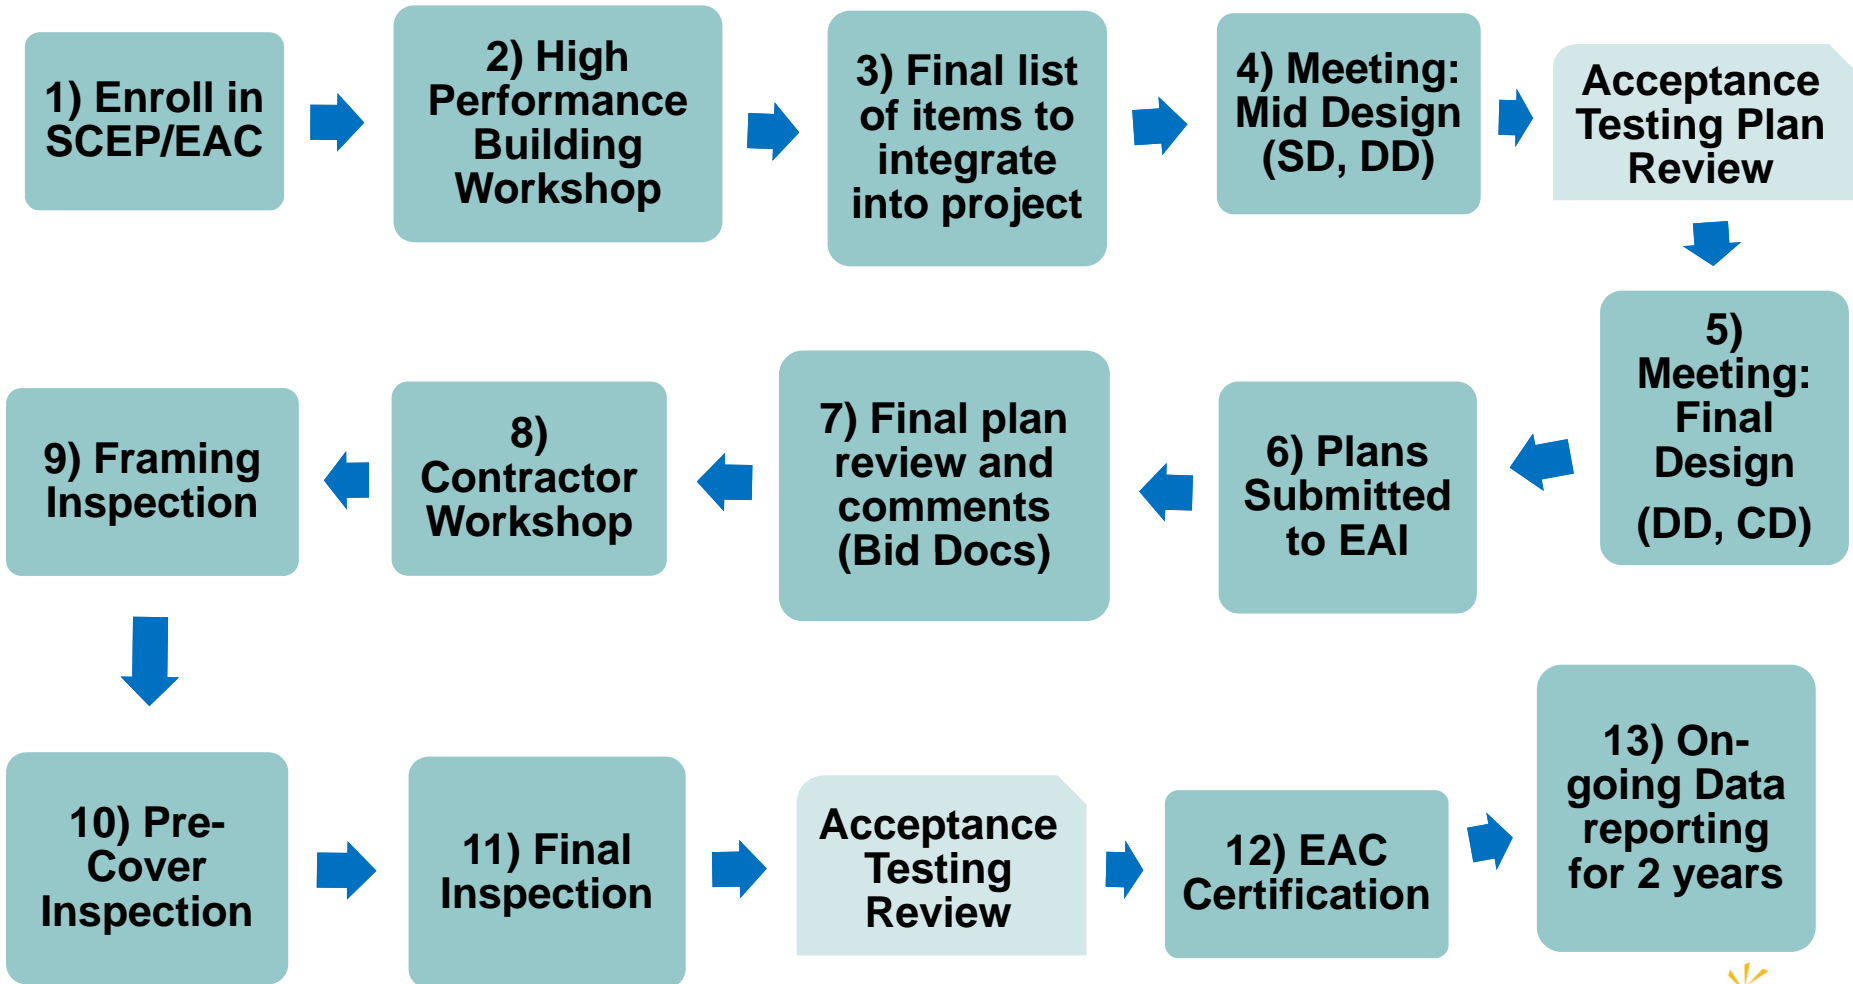 1) Enroll in
SCEP/EAC
2) High
Performance
Building
Workshop
3) Final list
of items to
integrate
into project
4) Meeting:
Mid Design
(SD, DD)
Acceptance
Testing Plan
Review
5)
Meeting:
Final
Design
(DD, CD)
6) Plans
Submitted
to EAI
7) Final plan
review and
comments
(Bid Docs)
8)
Contractor
Workshop
9) Framing
Inspection
10) Pre-
Cover
Inspection
11) Final
Inspection
Acceptance
Testing
Review
12) EAC
Certification
13) On-
going Data
reporting
for 2 years